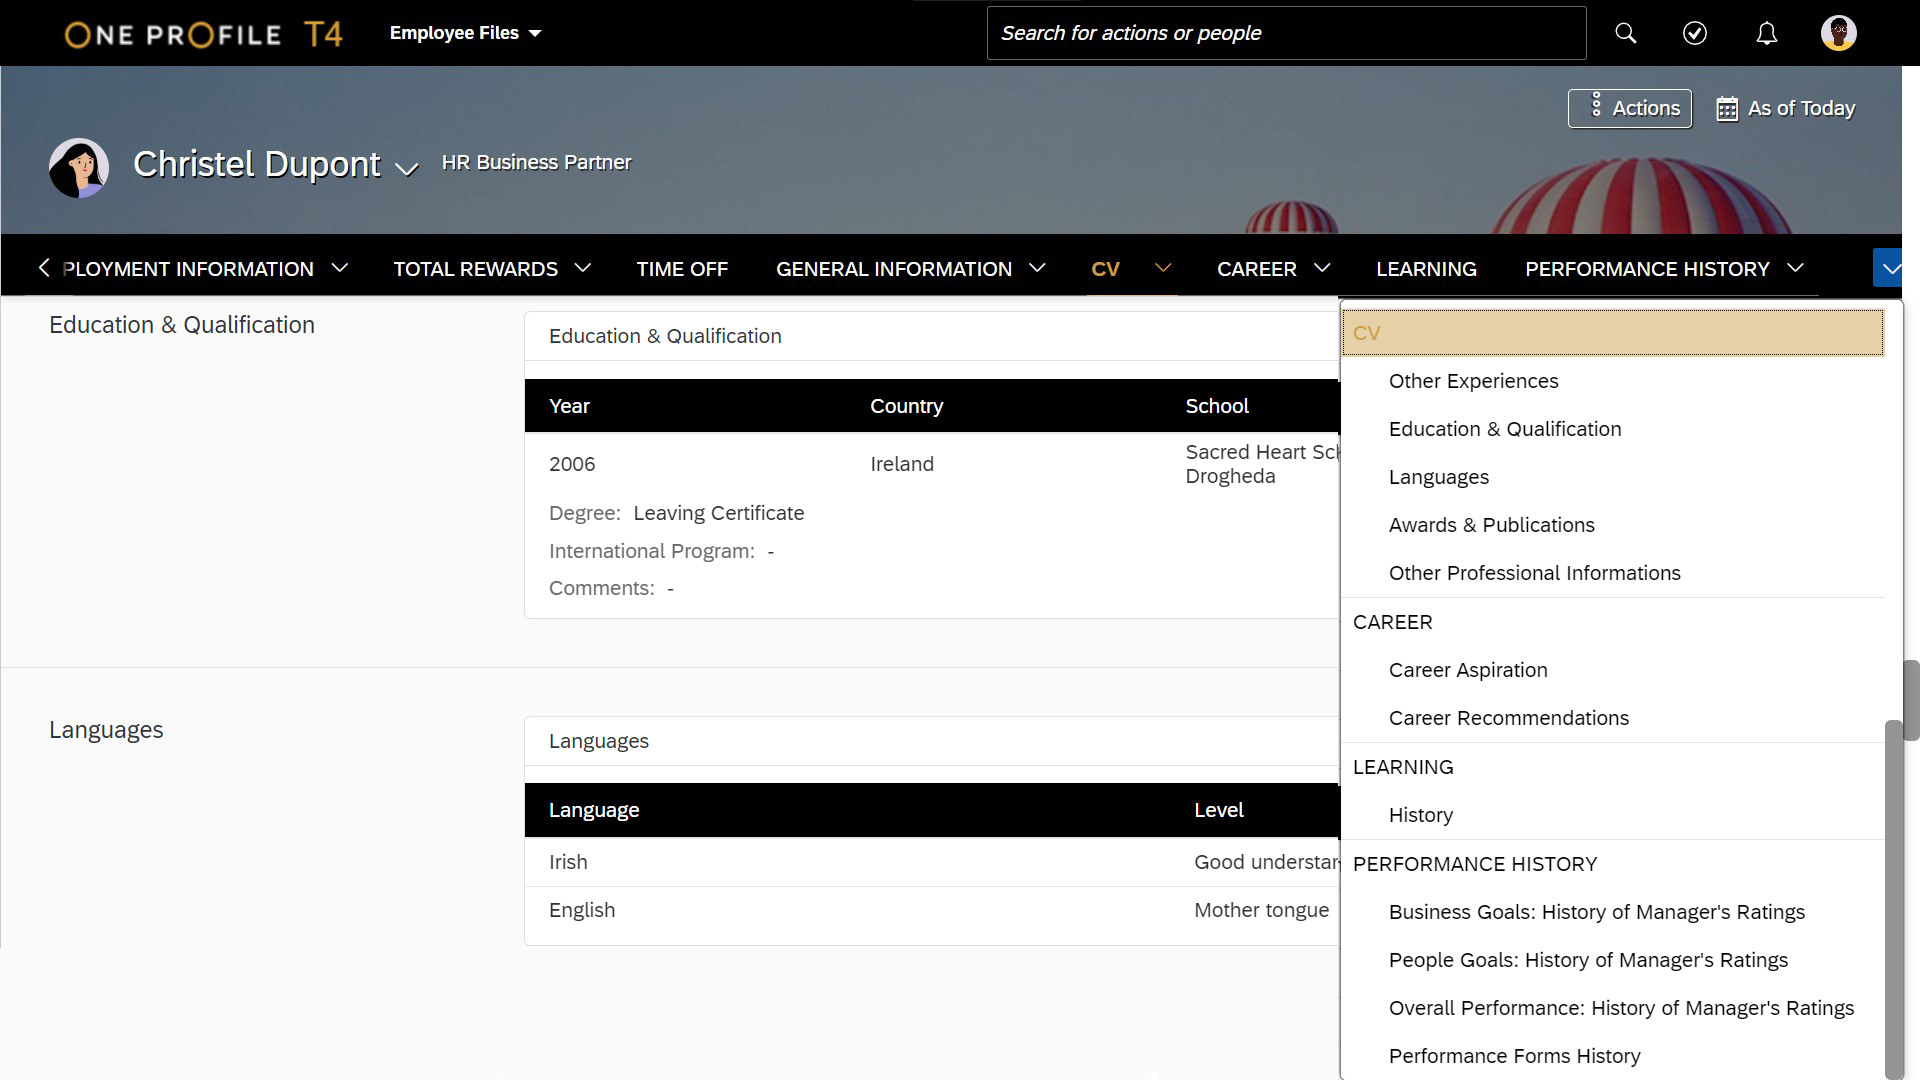 ONE PROFILE T4
Employee Files
Search for actions or people
Actions
As of Today
Christel Dupont
HR Business Partner
PLOYMENT INFORMATION
TOTAL REWARDS
TIME OFF
GENERAL INFORMATION
CV
CAREER
LEARNING
PERFORMANCE HISTORY
Education & Qualification
Education & Qualification
Year Country School
2006 Ireland Sacred Heart Sch
Drogheda
Degree: Leaving Certificate
International Program: -
Comments: -
Languages
Languages
Language Level
Irish Good understan
English Mother tongue
CV
Other Experiences
Education & Qualification
Languages
Awards & Publications
Other Professional Informations
CAREER
Career Aspiration
Career Recommendations
LEARNING
History
PERFORMANCE HISTORY
Business Goals: History of Manager's Ratings
People Goals: History of Manager's Ratings
Overall Performance: History of Manager's Ratings
Performance Forms History